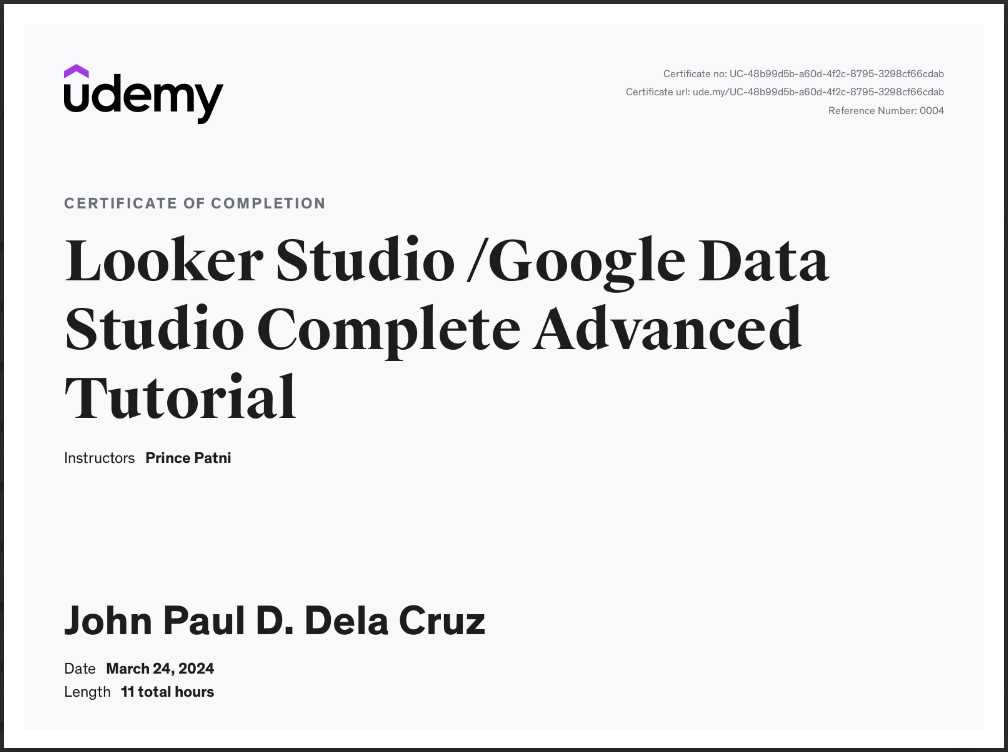 udemy
Certificate no: UC-48b99d5b-a60d-4f2c-8795-3298cf66cdab
Certificate url: ude.my/UC-48b99d5b-a60d-4f2c-8795-3298cf66cdab
Reference Number: 0004
CERTIFICATE OF COMPLETION
Looker Studio /Google Data
Studio Complete Advanced
Tutorial
Instructors Prince Patni
John Paul D. Dela Cruz
Date March 24, 2024
Length 11 total hours